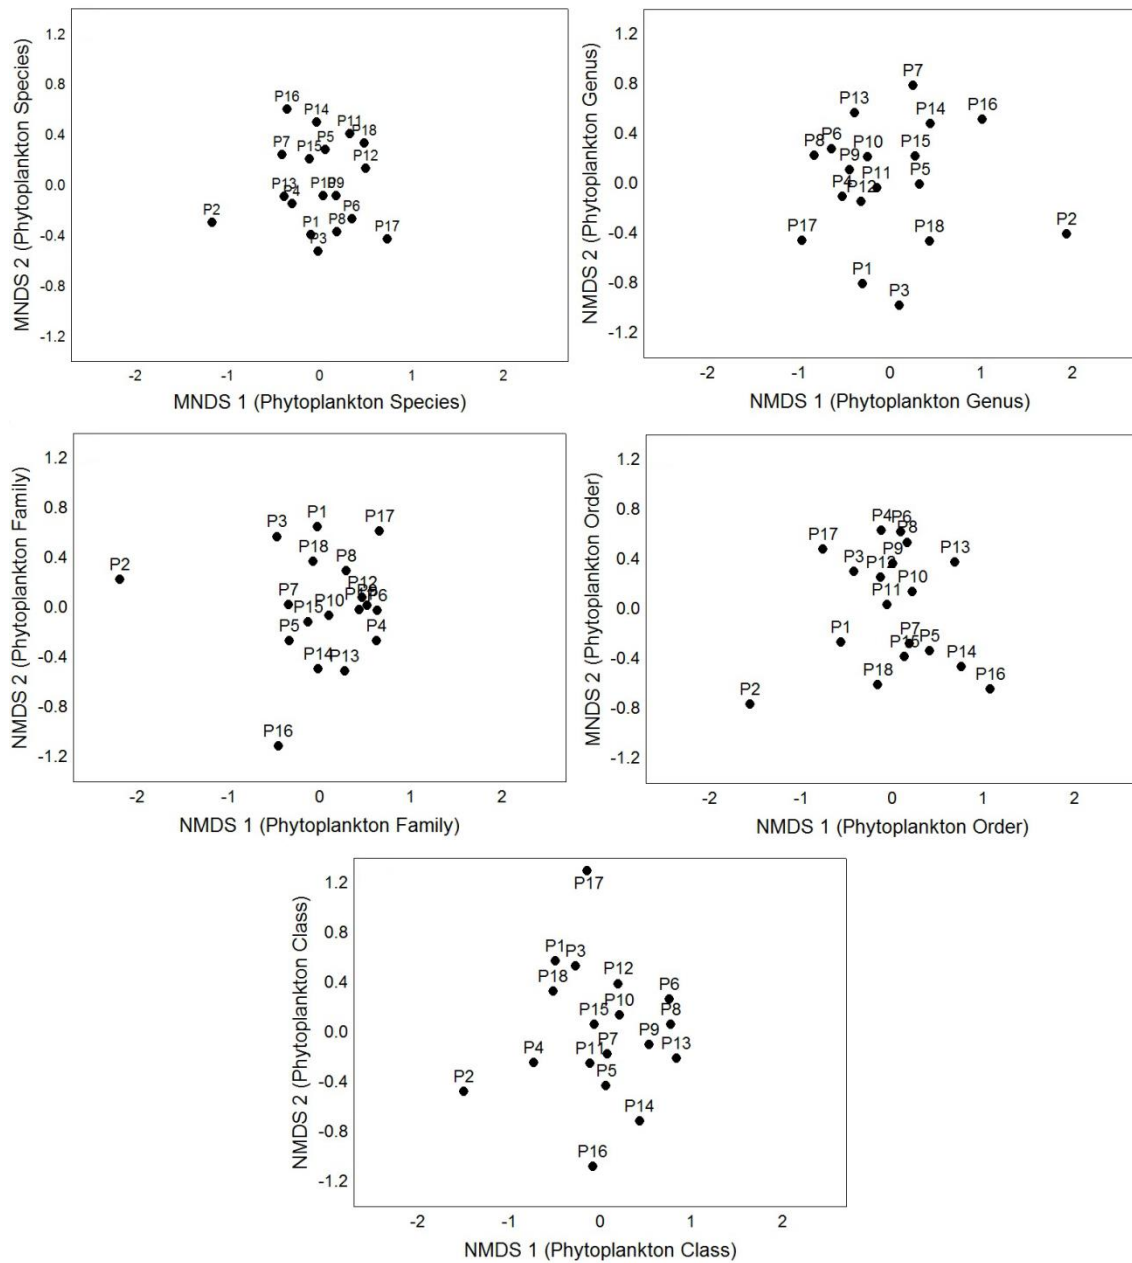 MNDS 2 (Phytoplankton Species)
1.2
0.8
0.4
0.0
-0.4
-0.8
-1.2
P16
P14
P11
P18
P7
P15
P5
P12
P13
P4
P9
P2
P1
P8
P6
P17
P3
-2 -1 0 1 2
MNDS 1 (Phytoplankton Species)
NMDS 2 (Phytoplankton Genus)
1.2
0.8
0.4
0.0
-0.4
-0.8
-1.2
P7
P13
P14
P16
P8
P6
P10
P15
P9
P11
P5
P4
P12
P17
P18
P2
P1
P3
-2 -1 0 1 2
NMDS 1 (Phytoplankton Genus)
NMDS 2 (Phytoplankton Family)
1.2
0.8
0.4
0.0
-0.4
-0.8
-1.2
P3
P1
P17
P18
P8
P2
P12
P7
P15
P10
P6
P5
P4
P14
P13
P16
-2 -1 0 1 2
NMDS 1 (Phytoplankton Family)
MNDS 2 (Phytoplankton Order)
1.2
0.8
0.4
0.0
-0.4
-0.8
-1.2
P4
P6
P8
P17
P3
P9
P12
P13
P10
P11
P1
P7
P15
P5
P18
P14
P16
P2
-2 -1 0 1 2
NMDS 1 (Phytoplankton Order)
NMDS 2 (Phytoplankton Class)
1.2
0.8
0.4
0.0
-0.4
-0.8
-1.2
P17
P1
P3
P18
P12
P6
P10
P15
P8
P9
P4
P11
P7
P13
P2
P5
P14
P16
-2 -1 0 1 2
NMDS 1 (Phytoplankton Class)